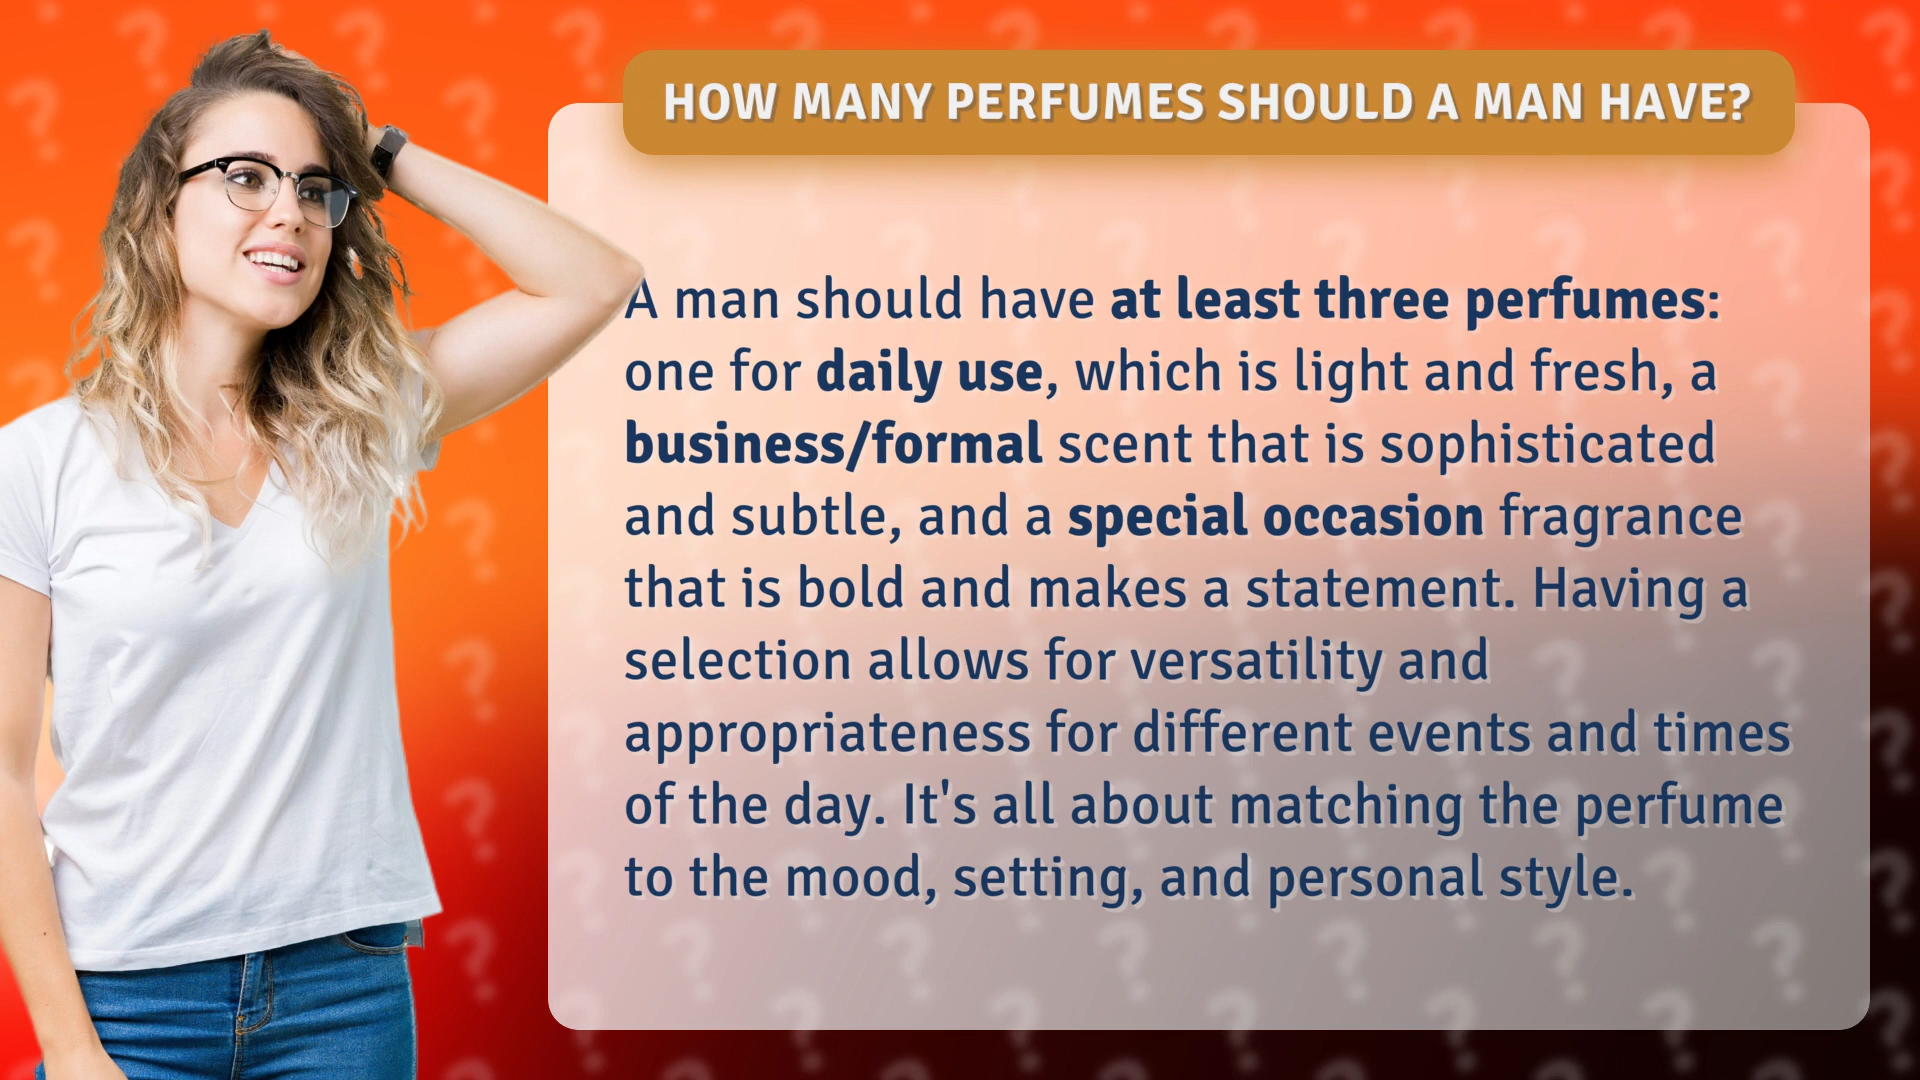 HOW MANY PERFUMES SHOULD A MAN HAVE?
A man should have at least three perfumes:
one for daily use, which is light and fresh, a
business/formal scent that is sophisticated
and subtle, and a special occasion fragrance
that is bold and makes a statement. Having a
selection allows for versatility and
appropriateness for different events and times
of the day. It's all about matching the perfume
to the mood, setting, and personal style.